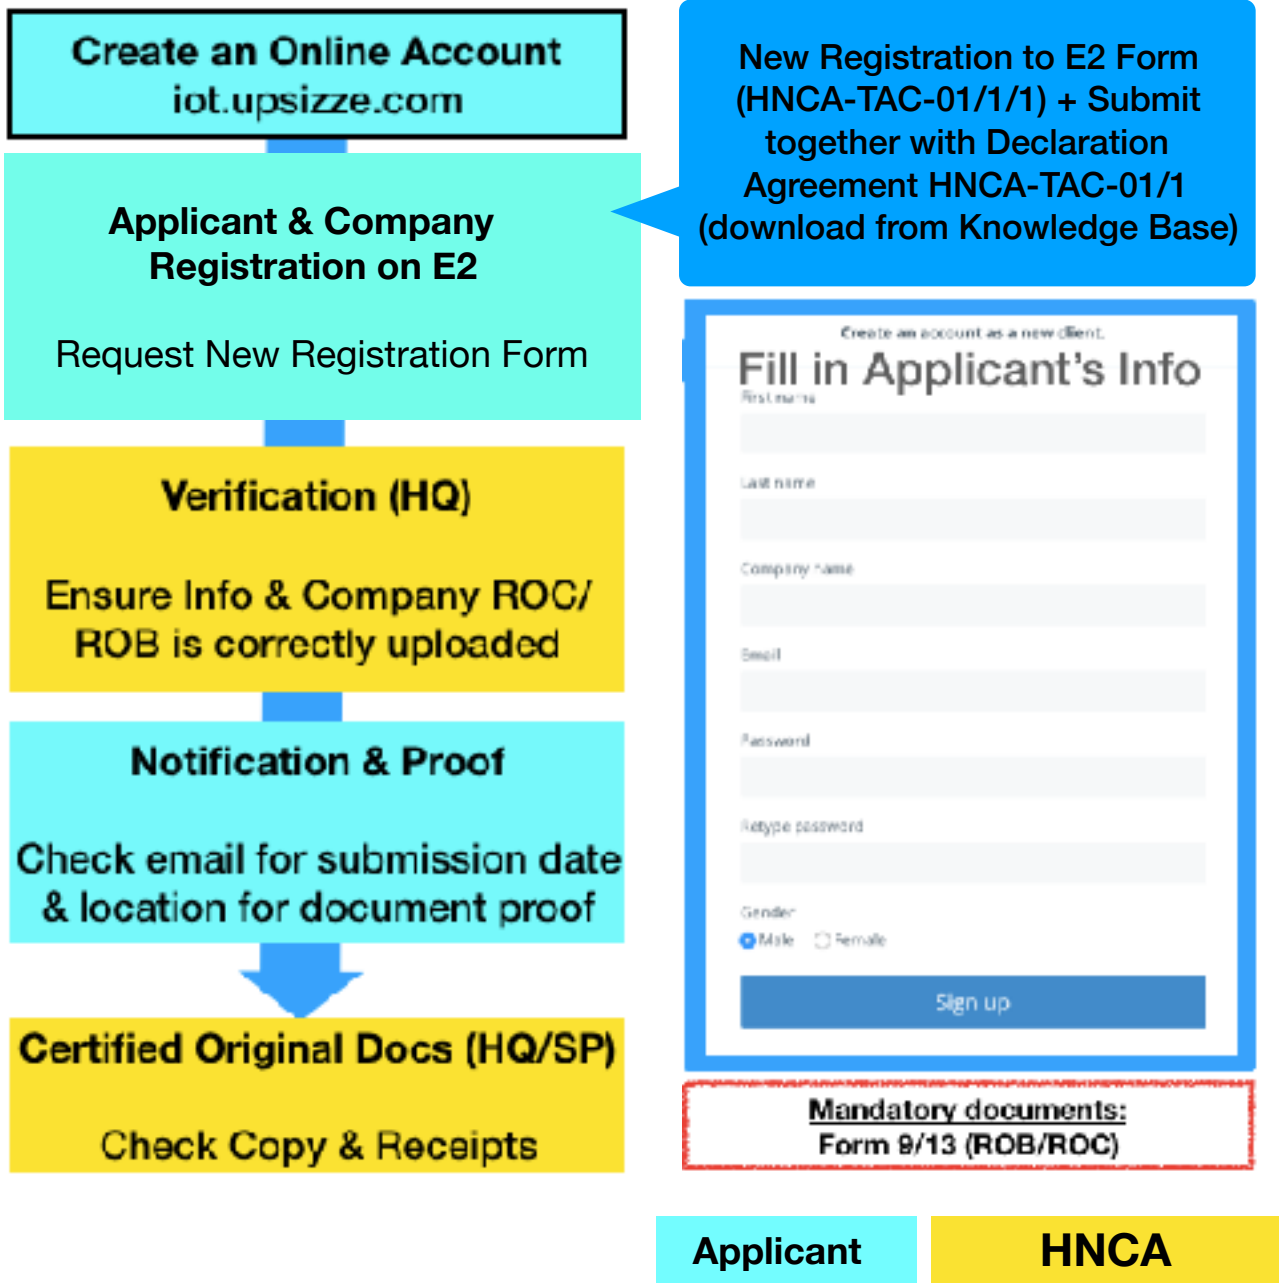 Create an Online Account
iot.upsizze.com
Applicant & Company
Registration on E2
Request New Registration Form
Verification (HQ)
Ensure Info & Company ROC/
ROB is correctly uploaded
Notification & Proof
Check email for submission date
& location for document proof
Certified Original Docs (HQ/SP)
Check Copy & Receipts
New Registration to E2 Form
(HNCA-TAC-01/1/1) + Submit
together with Declaration
Agreement HNCA-TAC-01/1
(download from Knowledge Base)
Create an account as a new client.
Fill in Applicant's Info
First name
Last name
Company name
Email
Password
Retype password
Gender
Male Female
Sign up
Mandatory documents:
Form 9/13 (ROB/ROC)
Applicant
HNCA